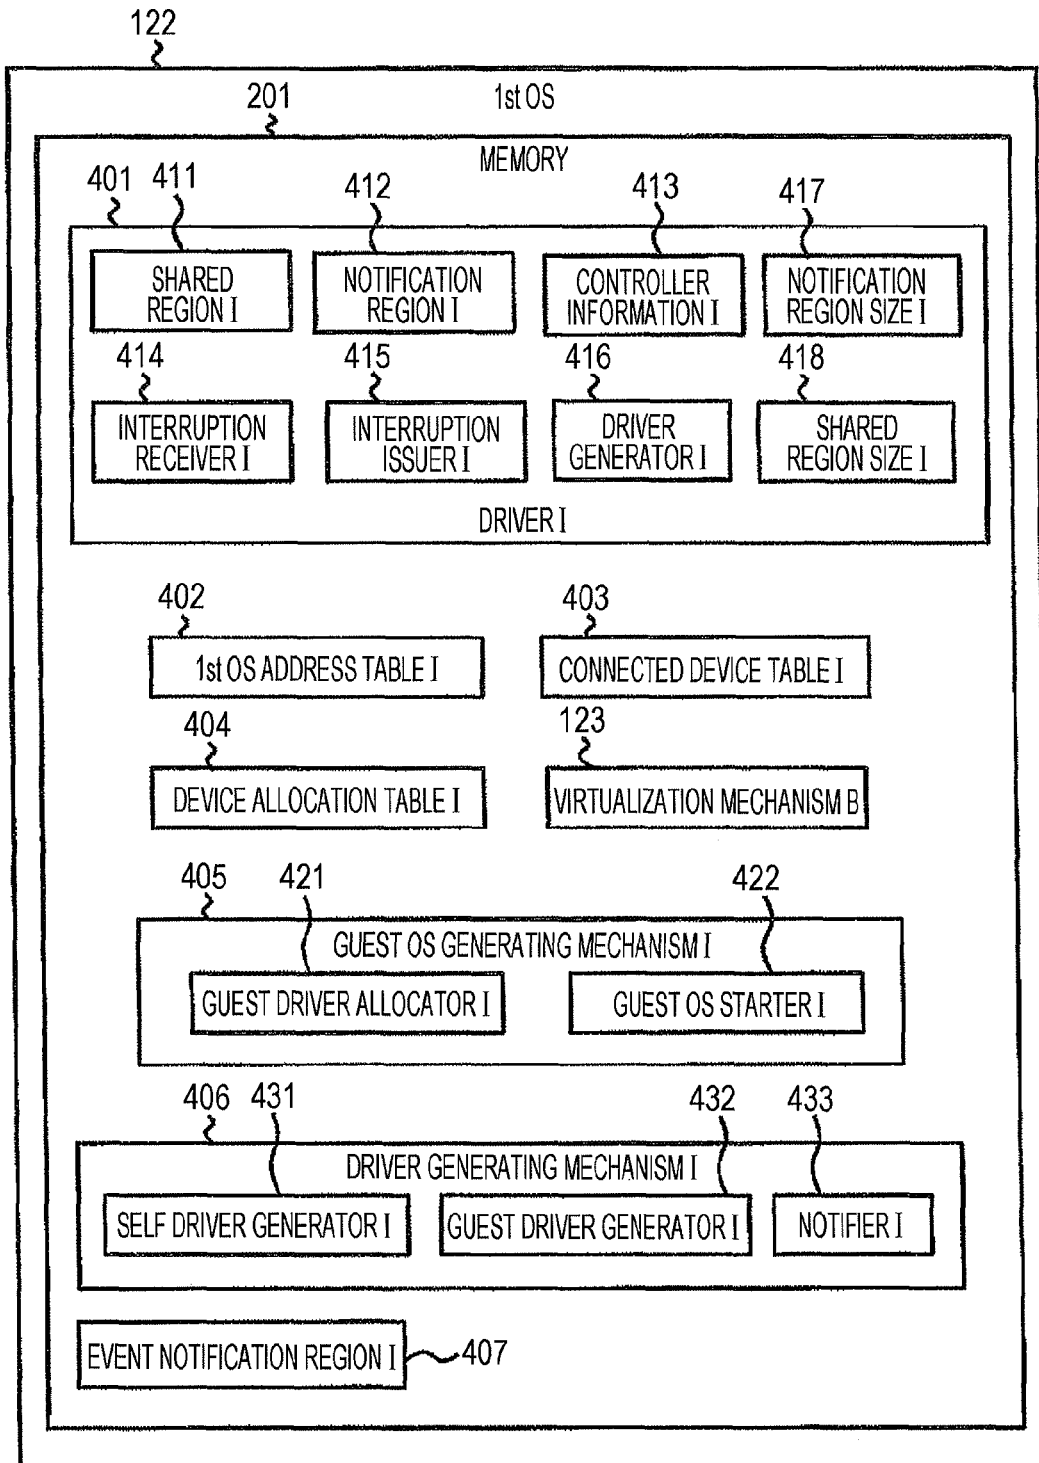 122
1st OS
201
MEMORY
401
411
412
413
417
SHARED
REGION I
NOTIFICATION
REGION I
CONTROLLER
INFORMATION I
NOTIFICATION
REGION SIZE I
414
415
416
418
INTERRUPTION
RECEIVER I
INTERRUPTION
ISSUER I
DRIVER
GENERATOR I
SHARED
REGION SIZE I
DRIVER I
402
403
1st OS ADDRESS TABLE I
CONNECTED DEVICE TABLE I
404
123
DEVICE ALLOCATION TABLE I
VIRTUALIZATION MECHANISM B
405
421
422
GUEST OS GENERATING MECHANISM I
GUEST DRIVER ALLOCATOR I
GUEST OS STARTER I
406
431
432
433
DRIVER GENERATING MECHANISM I
SELF DRIVER GENERATOR I
GUEST DRIVER GENERATOR I
NOTIFIER I
EVENT NOTIFICATION REGION I
407